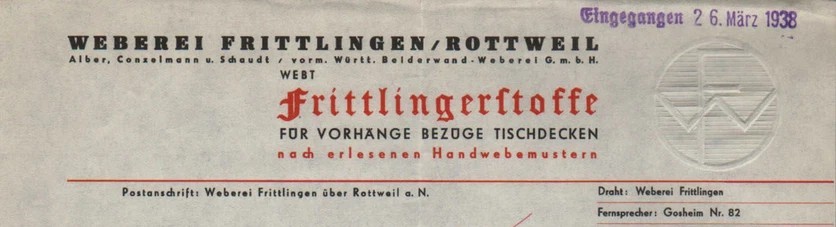 Eingegangen 26. März 1938
WEBEREI FRITTLINGEN/ROTTWEIL
Alber, Conzelmann u. Schaudt / vorm. Württ. Beiderwand-Weberei G.m.b.H.
WEBT
Frittlingerstoffe
FÜR VORHÄNGE BEZÜGE TISCHDECKEN
nach erlesenen Handwebemustern
FW
Postanschrift: Weberei Frittlingen über Rottweil a. N.
Draht: Weberei Frittlingen
Fernsprecher: Gosheim Nr. 82